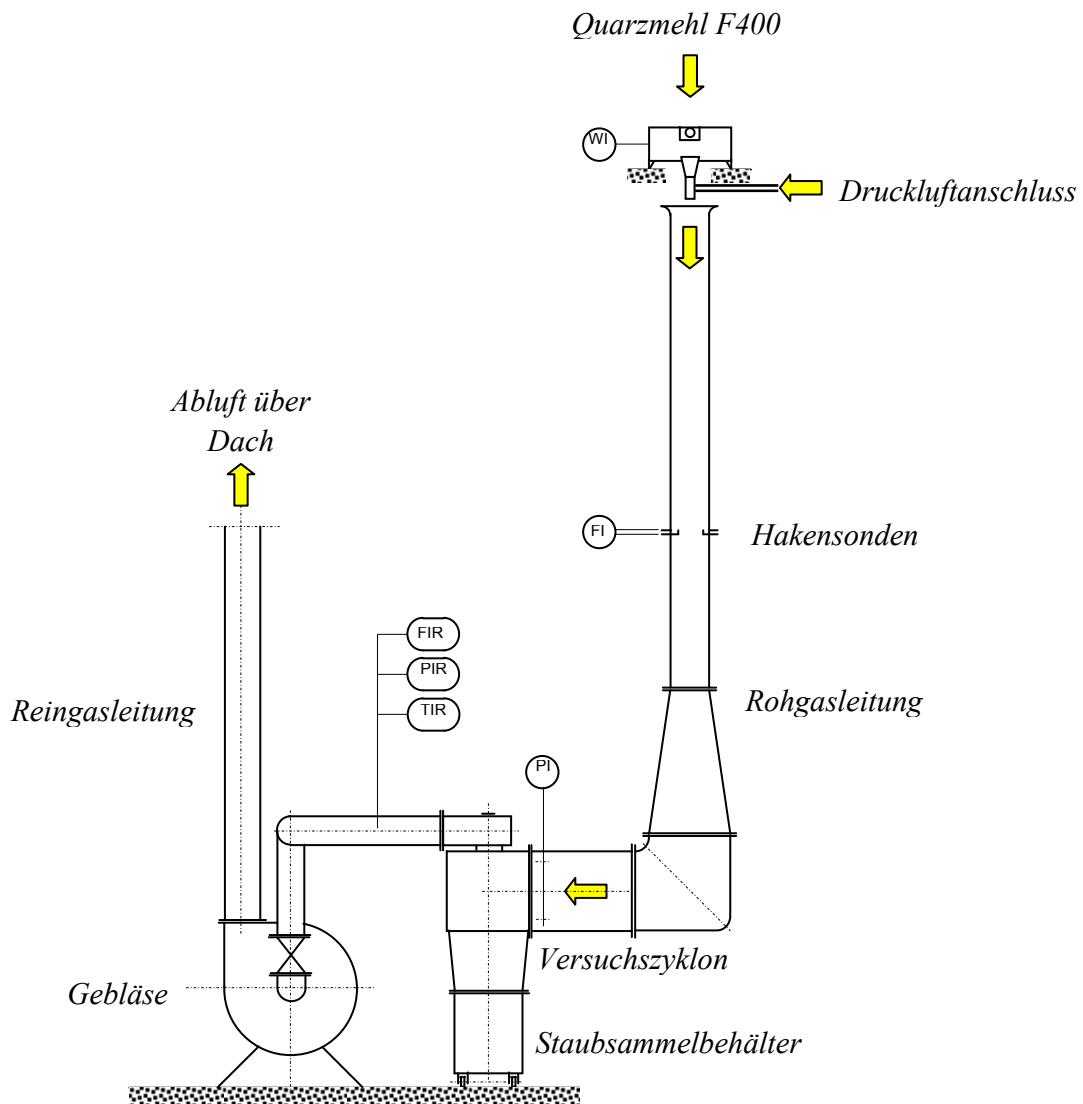 Quarzmehl F400
WI
Druckluftanschluss
Abluft über
Dach
FI
Hakensonden
FIR
PIR
TIR
Reingasleitung
Rohgasleitung
PI
Versuchszyklon
Gebläse
Staubsammelbehälter